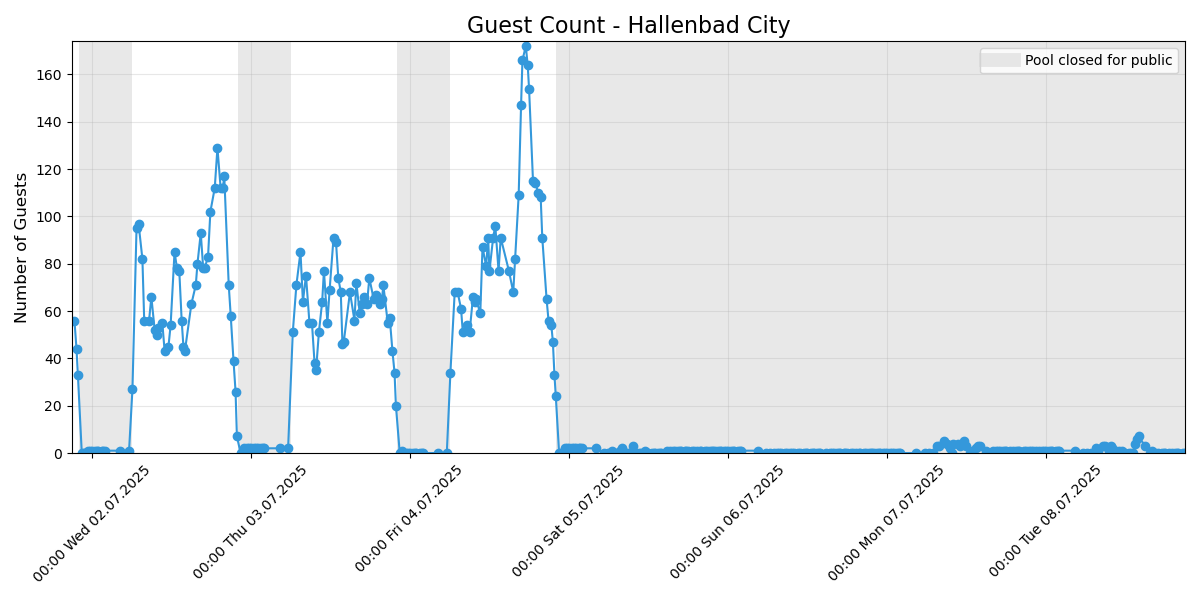 Guest Count - Hallenbad City
Pool closed for public
Number of Guests
160
140
120
100
80
60
40
20
0
00:00 Wed 02.07.2025
00:00 Thu 03.07.2025
00:00 Fri 04.07.2025
00:00 Sat 05.07.2025
00:00 Sun 06.07.2025
00:00 Mon 07.07.2025
00:00 Tue 08.07.2025